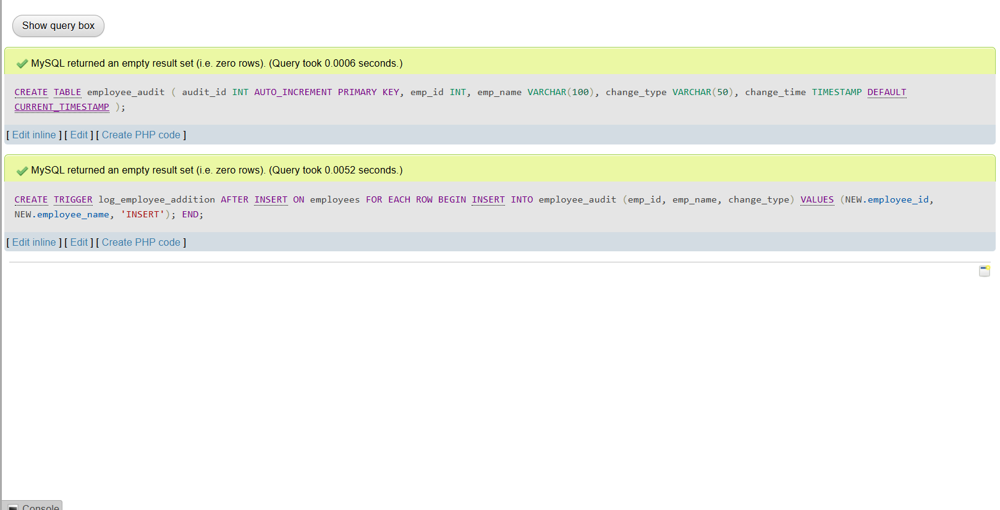 Show query box
MySQL returned an empty result set (i.e. zero rows). (Query took 0.0006 seconds.)
CREATE TABLE employee_audit ( audit_id INT AUTO_INCREMENT PRIMARY KEY, emp_id INT, emp_name VARCHAR(100), change_type VARCHAR(50), change_time TIMESTAMP DEFAULT
CURRENT_TIMESTAMP );
[ Edit inline ] [ Edit ] [ Create PHP code ]
MySQL returned an empty result set (i.e. zero rows). (Query took 0.0052 seconds.)
CREATE TRIGGER log_employee_addition AFTER INSERT ON employees FOR EACH ROW BEGIN INSERT INTO employee_audit (emp_id, emp_name, change_type) VALUES (NEW.employee_id,
NEW.employee_name, 'INSERT'); END;
[ Edit inline ] [ Edit ] [ Create PHP code ]
Console